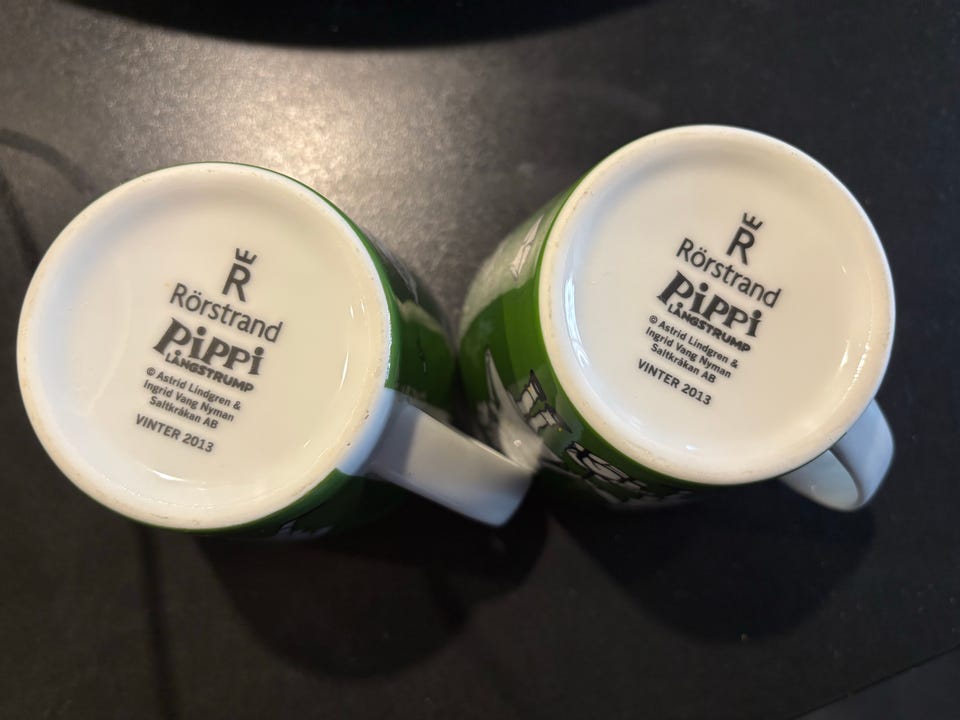 R
Rörstrand
PiPPi
LÅNGSTRUMP
© Astrid Lindgren &
Ingrid Vang Nyman
Saltkråkan AB
VINTER 2013
R
Rörstrand
PiPPi
LÅNGSTRUMP
© Astrid Lindgren &
Ingrid Vang Nyman
Saltkråkan AB
VINTER 2013